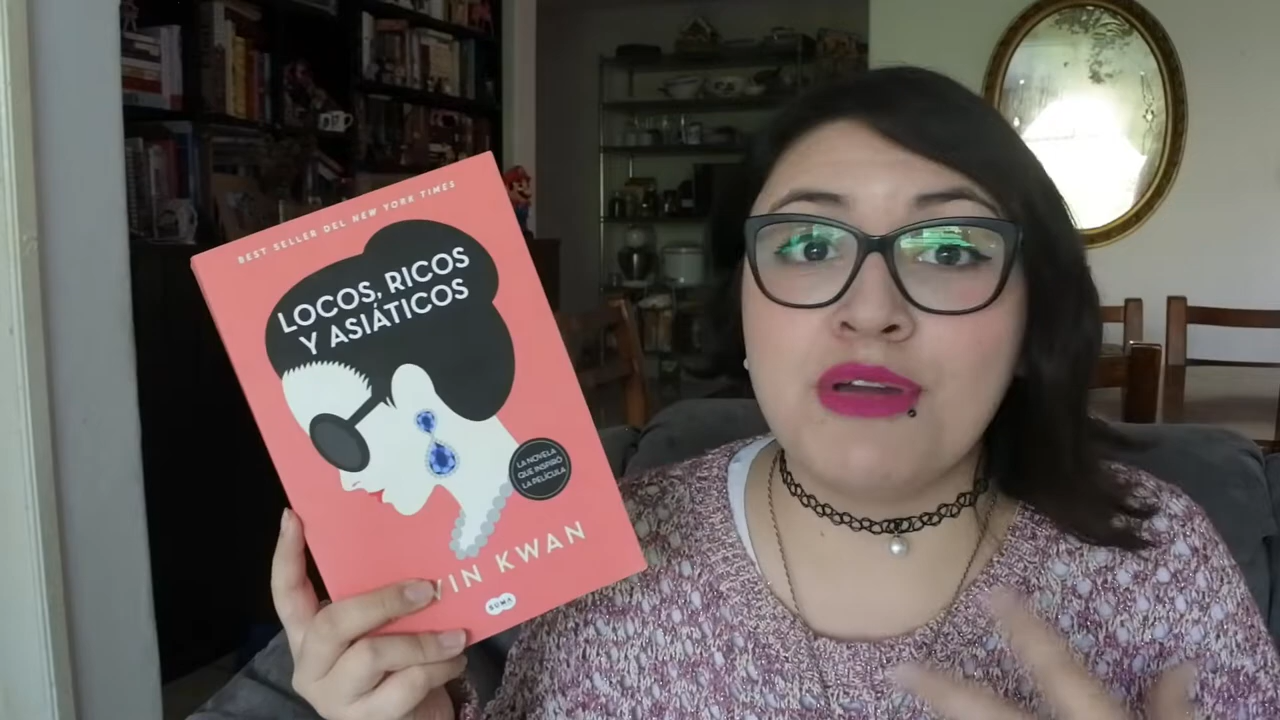 BEST SELLER DEL NEW YORK TIMES
LOCOS, RICOS
Y ASIÁTICOS
LA NOVELA
QUE INSPIRÓ
LA PELÍCULA
VIN KWAN
SUMA